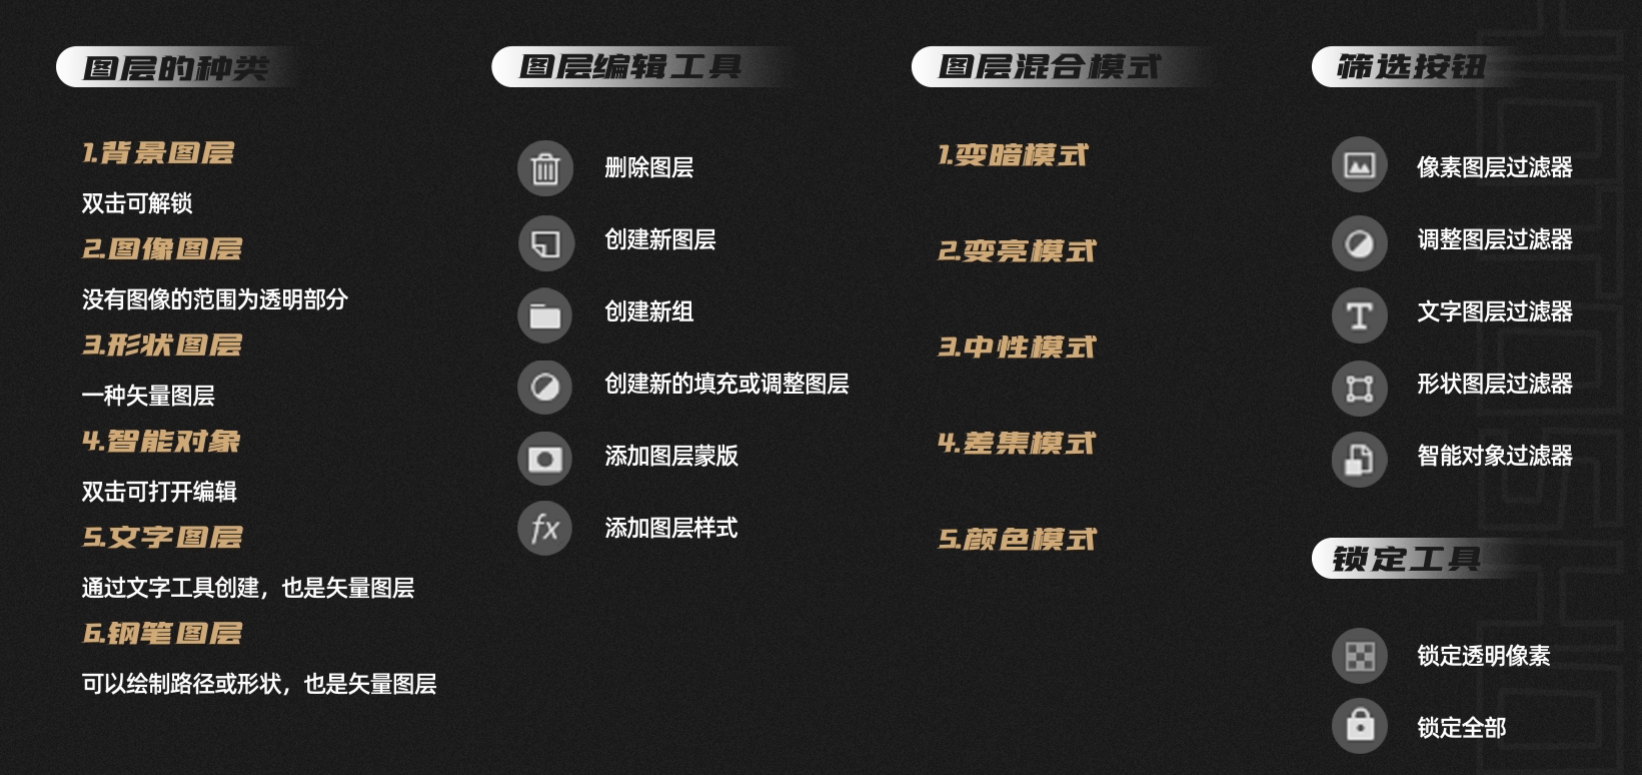 图层的种类
1.背景图层
双击可解锁
2.图像图层
没有图像的范围为透明部分
3.形状图层
一种矢量图层
4.智能对象
双击可打开编辑
5.文字图层
通过文字工具创建，也是矢量图层
6.钢笔图层
可以绘制路径或形状，也是矢量图层
图层编辑工具
删除图层
创建新图层
创建新组
创建新的填充或调整图层
添加图层蒙版
fx
添加图层样式
图层混合模式
1.变暗模式
2.变亮模式
3.中性模式
4.差集模式
5.颜色模式
筛选按钮
像素图层过滤器
调整图层过滤器
T
文字图层过滤器
形状图层过滤器
智能对象过滤器
锁定工具
锁定透明像素
锁定全部